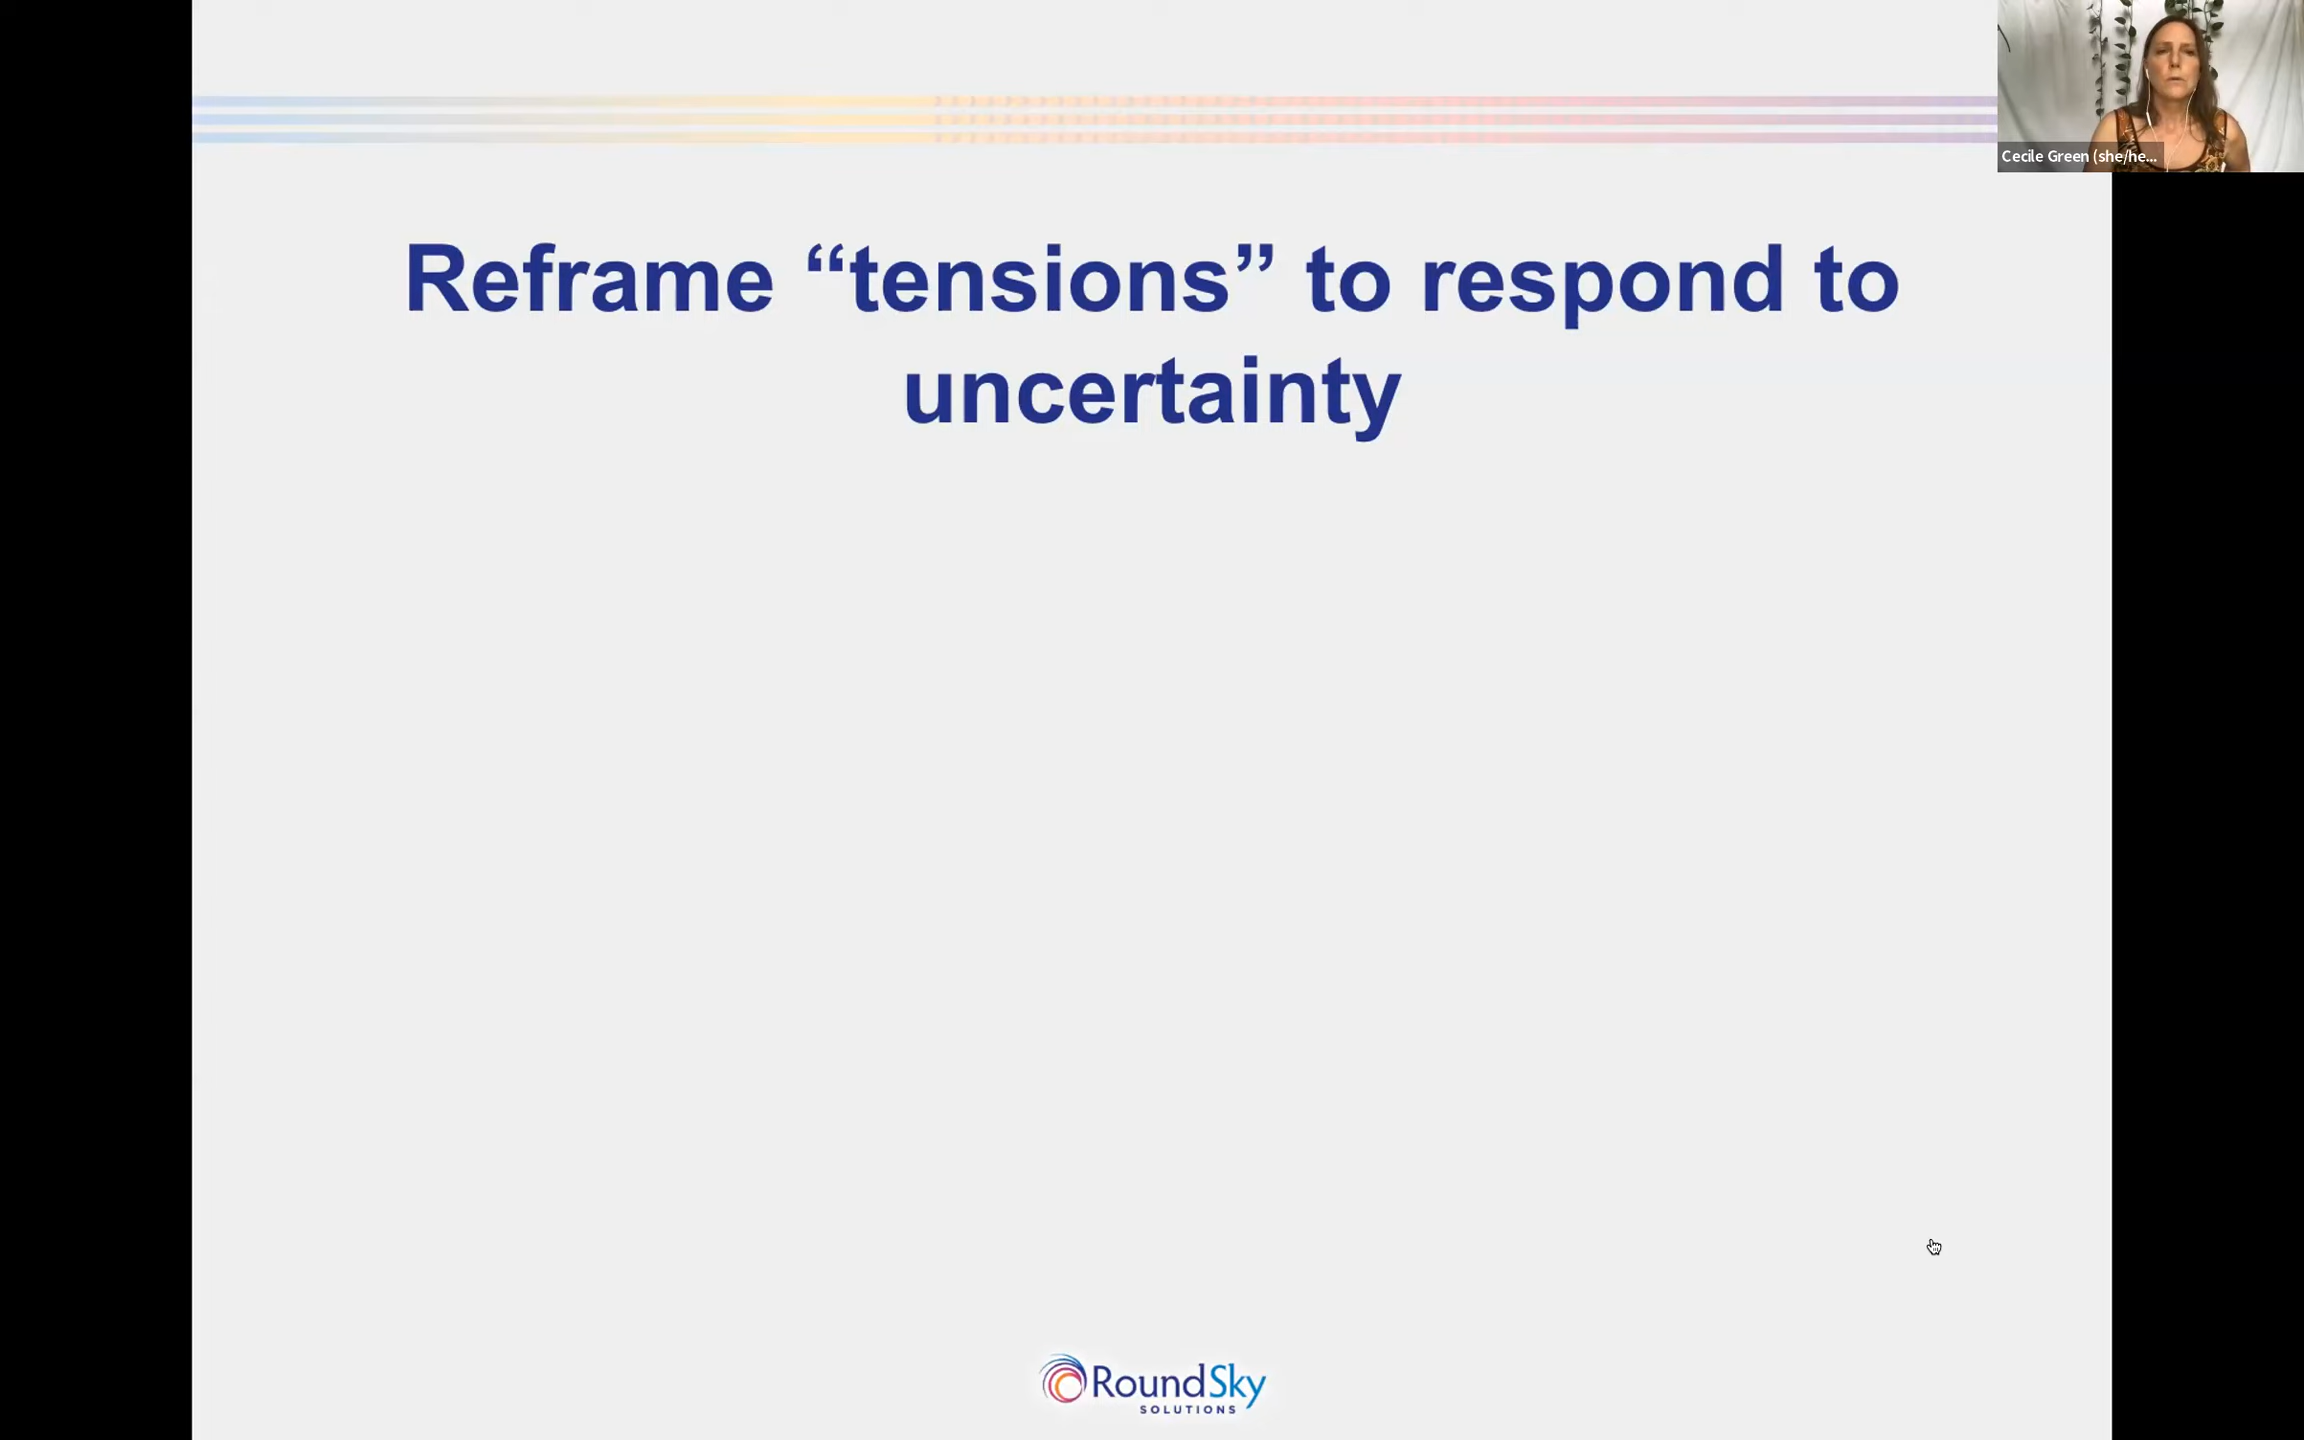 Cecile Green (she/he...
Reframe “tensions” to respond to
uncertainty
RoundSky
SOLUTIONS